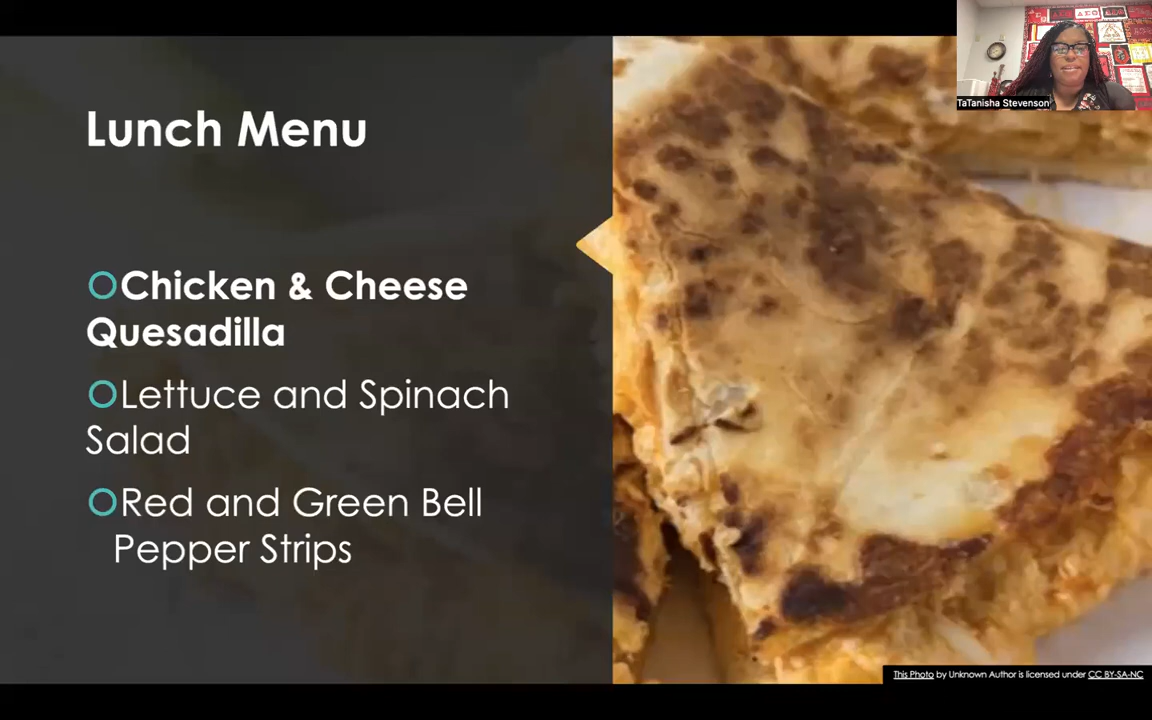 TaTanisha Stevenson
Lunch Menu
Chicken & Cheese
Quesadilla
Lettuce and Spinach
Salad
Red and Green Bell
Pepper Strips
This Photo by Unknown Author is licensed under CC BY-SA-NC